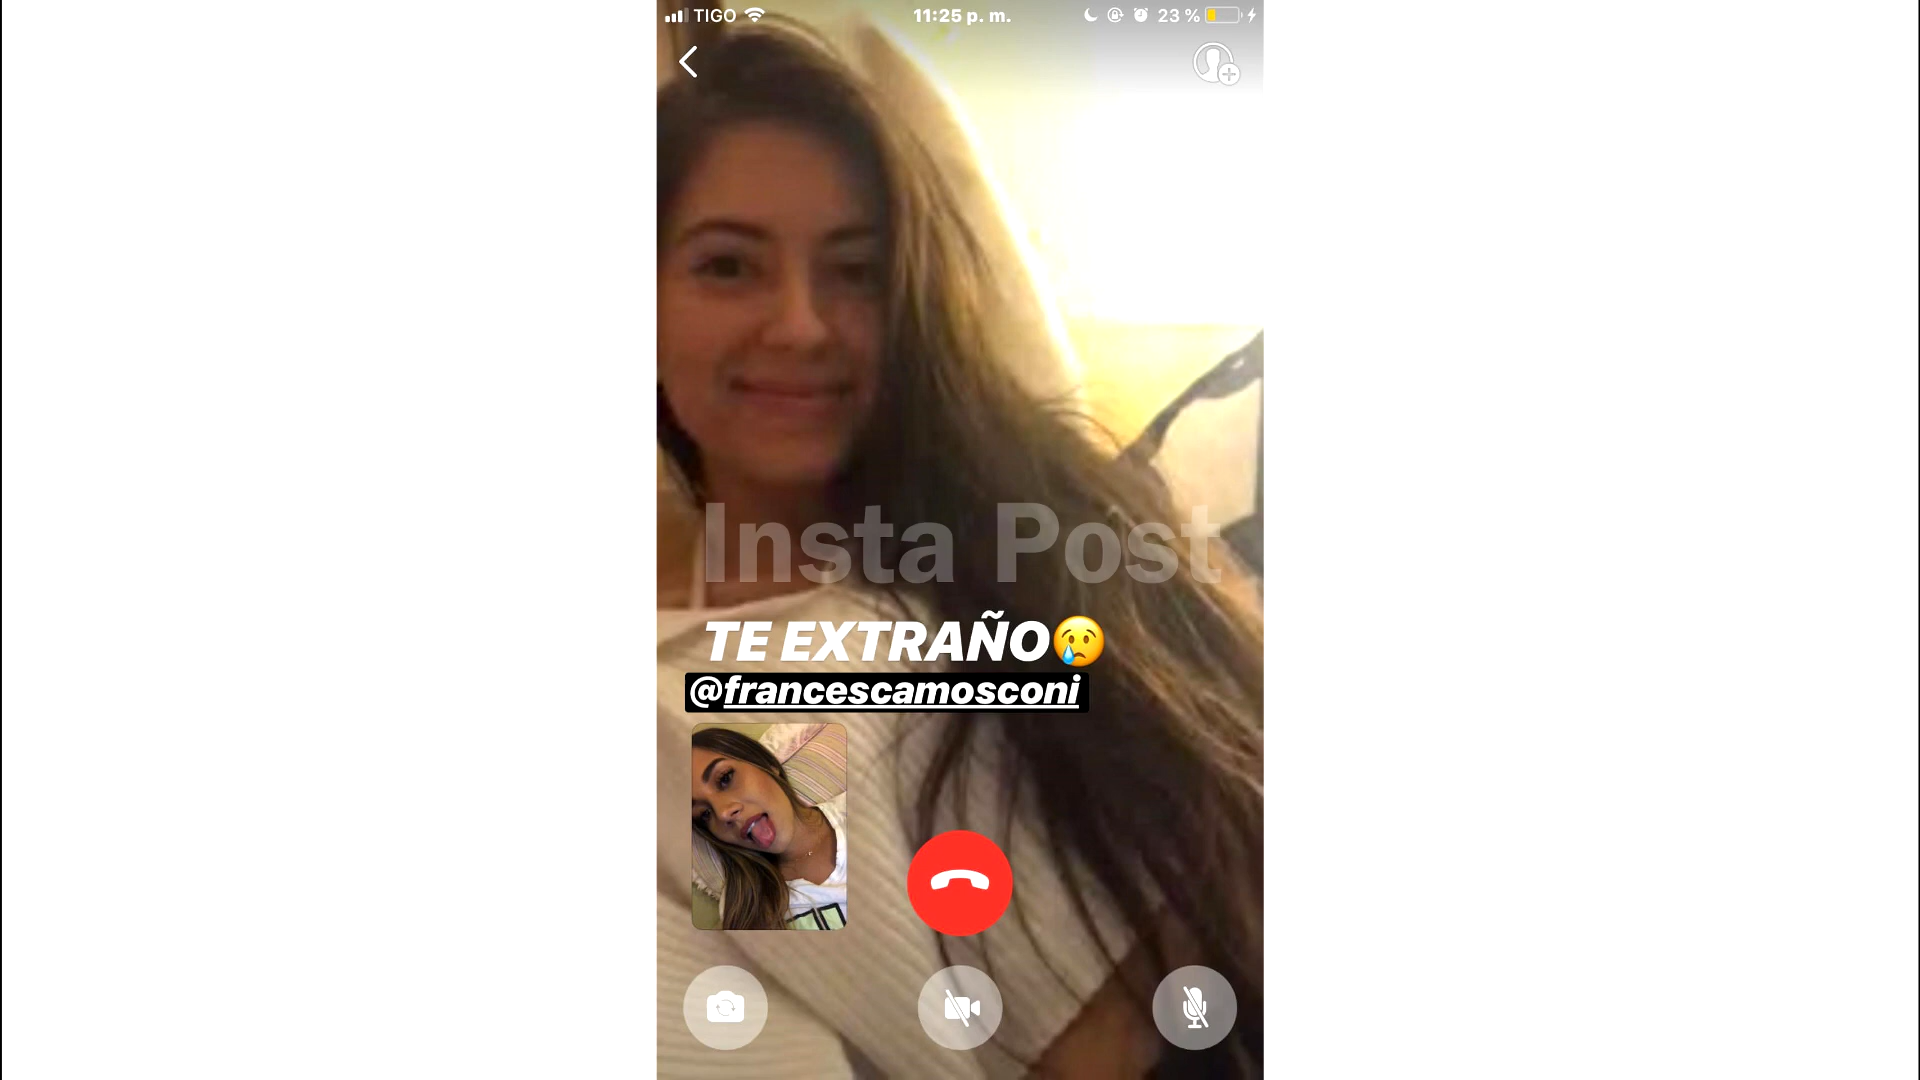 TIGO 11:25 p. m. 23 %
Insta Post
TE EXTRAÑO😢
@francescamosconi